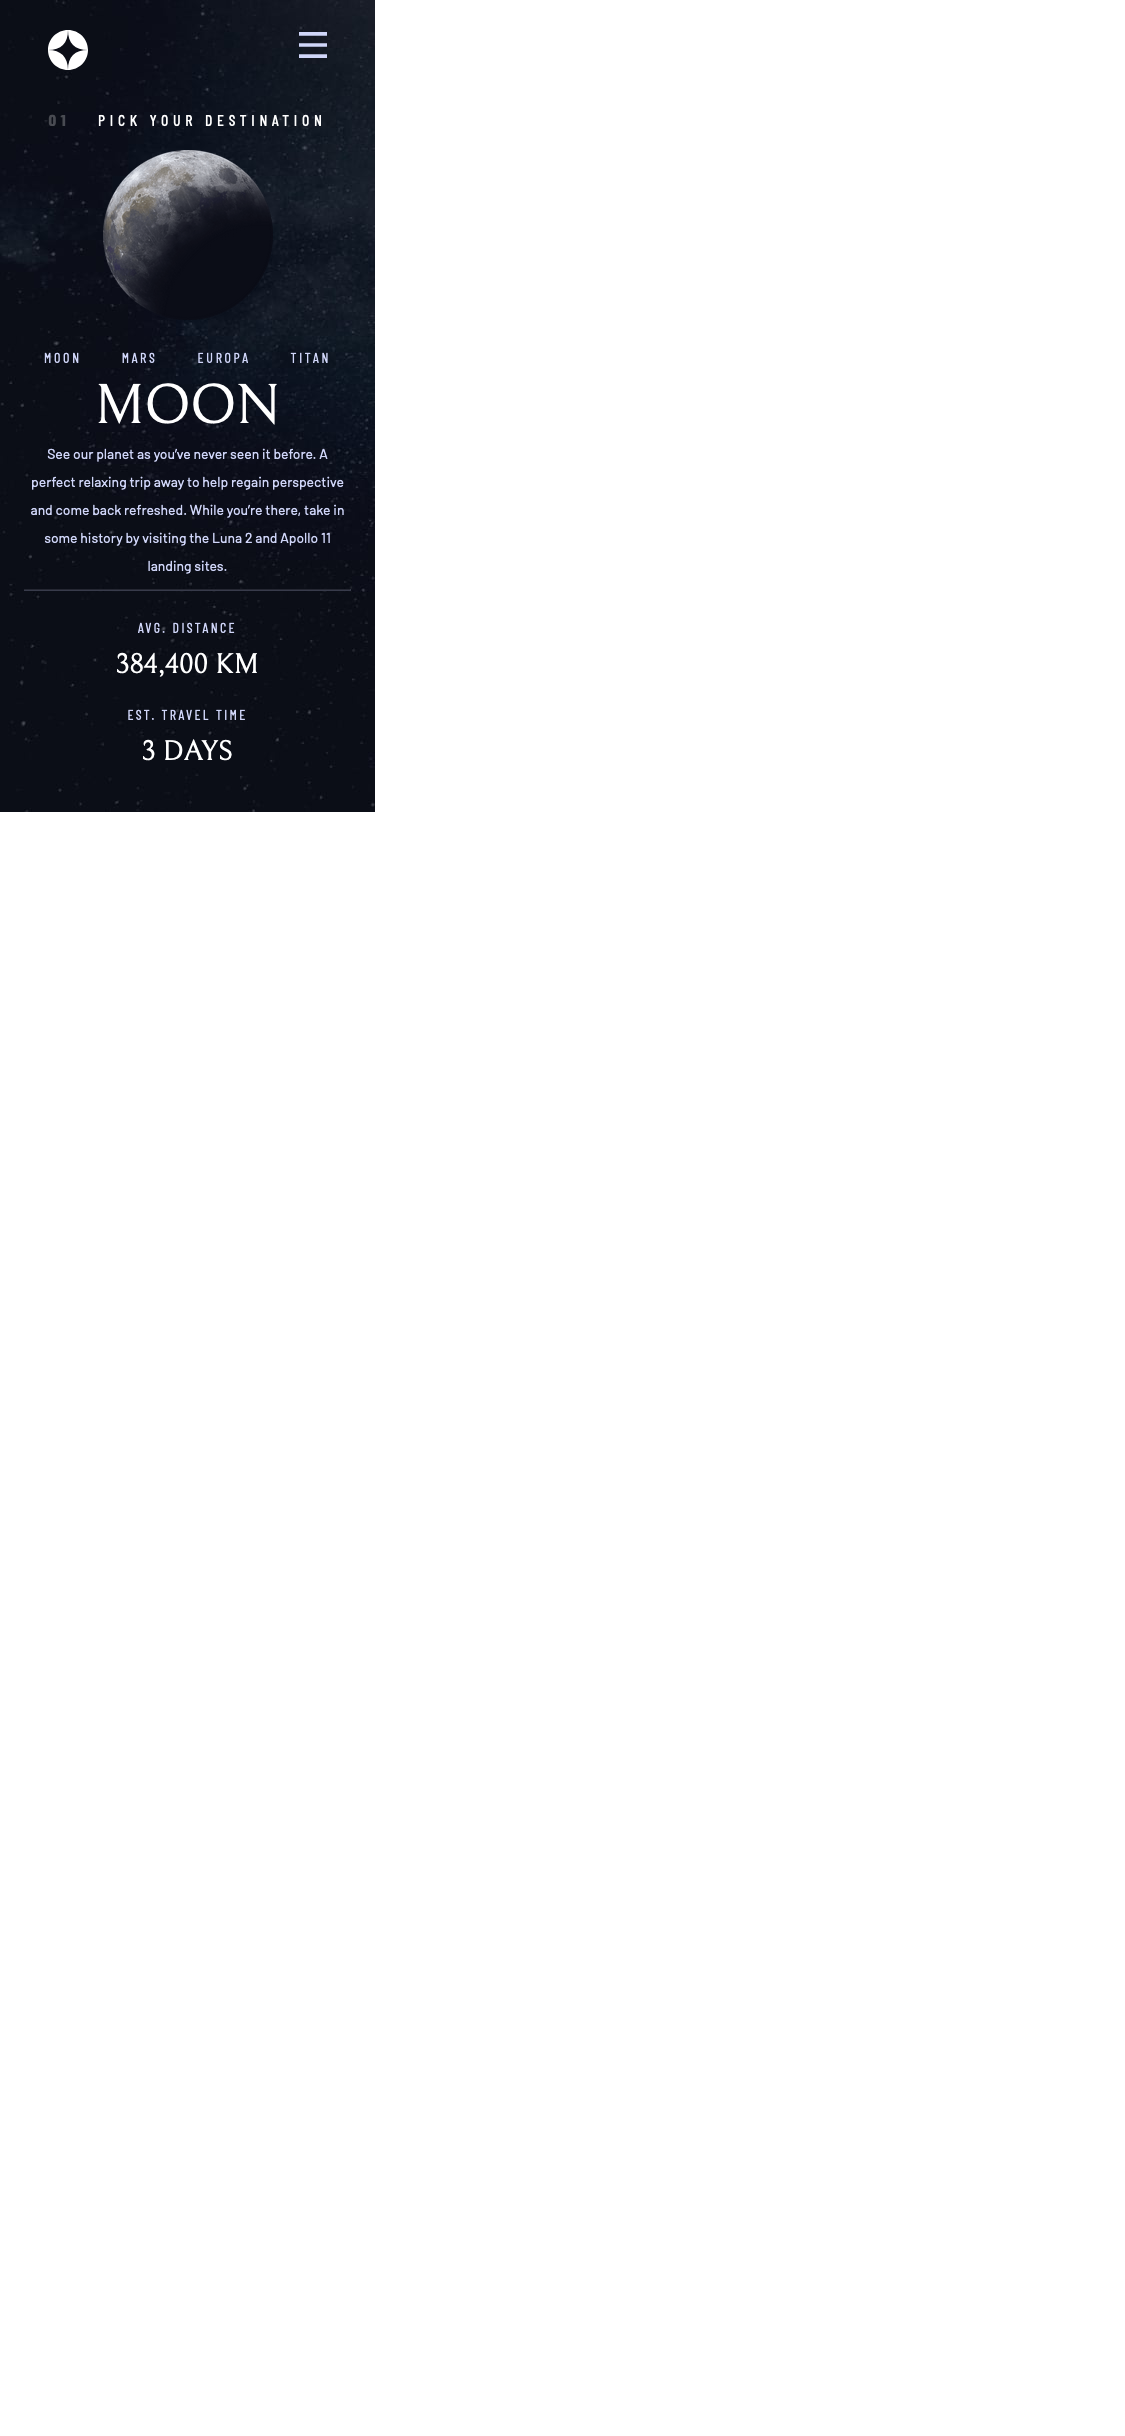 01 PICK YOUR DESTINATION
MOON MARS EUROPA TITAN
MOON
See our planet as you’ve never seen it before. A
perfect relaxing trip away to help regain perspective
and come back refreshed. While you’re there, take in
some history by visiting the Luna 2 and Apollo 11
landing sites.
AVG. DISTANCE
384,400 KM
EST. TRAVEL TIME
3 DAYS